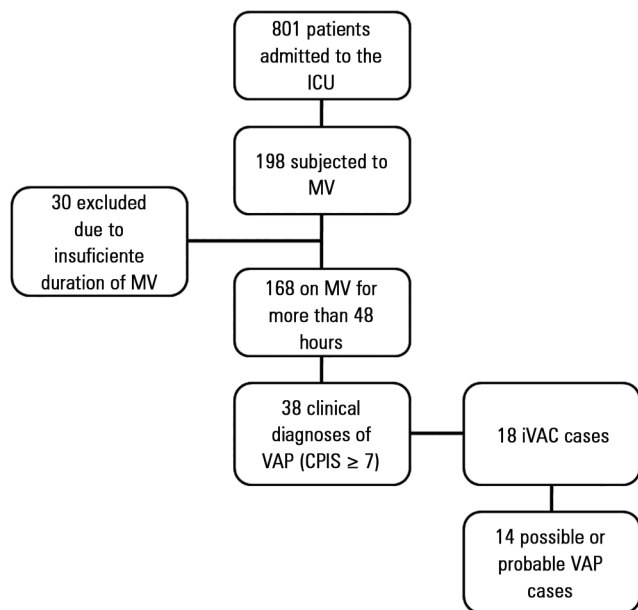 801 patients
admitted to the
ICU
198 subjected to
MV
30 excluded
due to
insuficiente
duration of MV
168 on MV for
more than 48
hours
38 clinical
diagnoses of
VAP (CPIS ≥ 7)
18 iVAC cases
14 possible or
probable VAP
cases